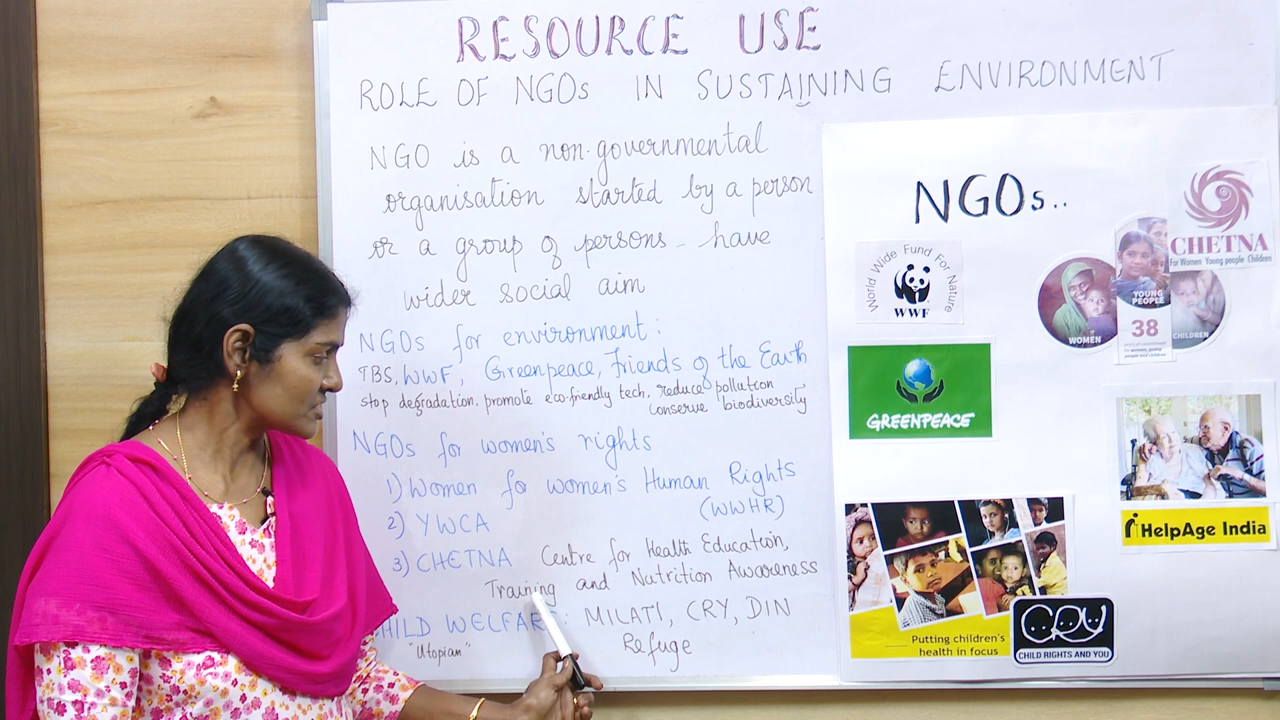 RESOURCE USE
ROLE OF NGOs IN SUSTAINING ENVIRONMENT
NGO is a non-governmental
organisation started by a person
or a group of persons - have
wider social aim
NGOs for environment:
TBS, WWF, Greenpeace, Friends of the Earth
stop degradation, promote eco-friendly tech, reduce pollution
conserve biodiversity
NGOs for women's rights
1) Women for women's Human Rights
(WWHR)
2) YWCA
3) CHETNA Centre for Health Education,
Training and Nutrition Awareness
HILD WELFAR : MILATI, CRY, DIN
"Utopian" Refuge
NGOs..
World Wide Fund For Nature
WWF
CHETNA
For Women Young people Children
WOMEN
YOUNG
PEOPLE
38
CHILDREN
GREENPEACE
HelpAge India
Putting children's
health in focus
CRY
CHILD RIGHTS AND YOU